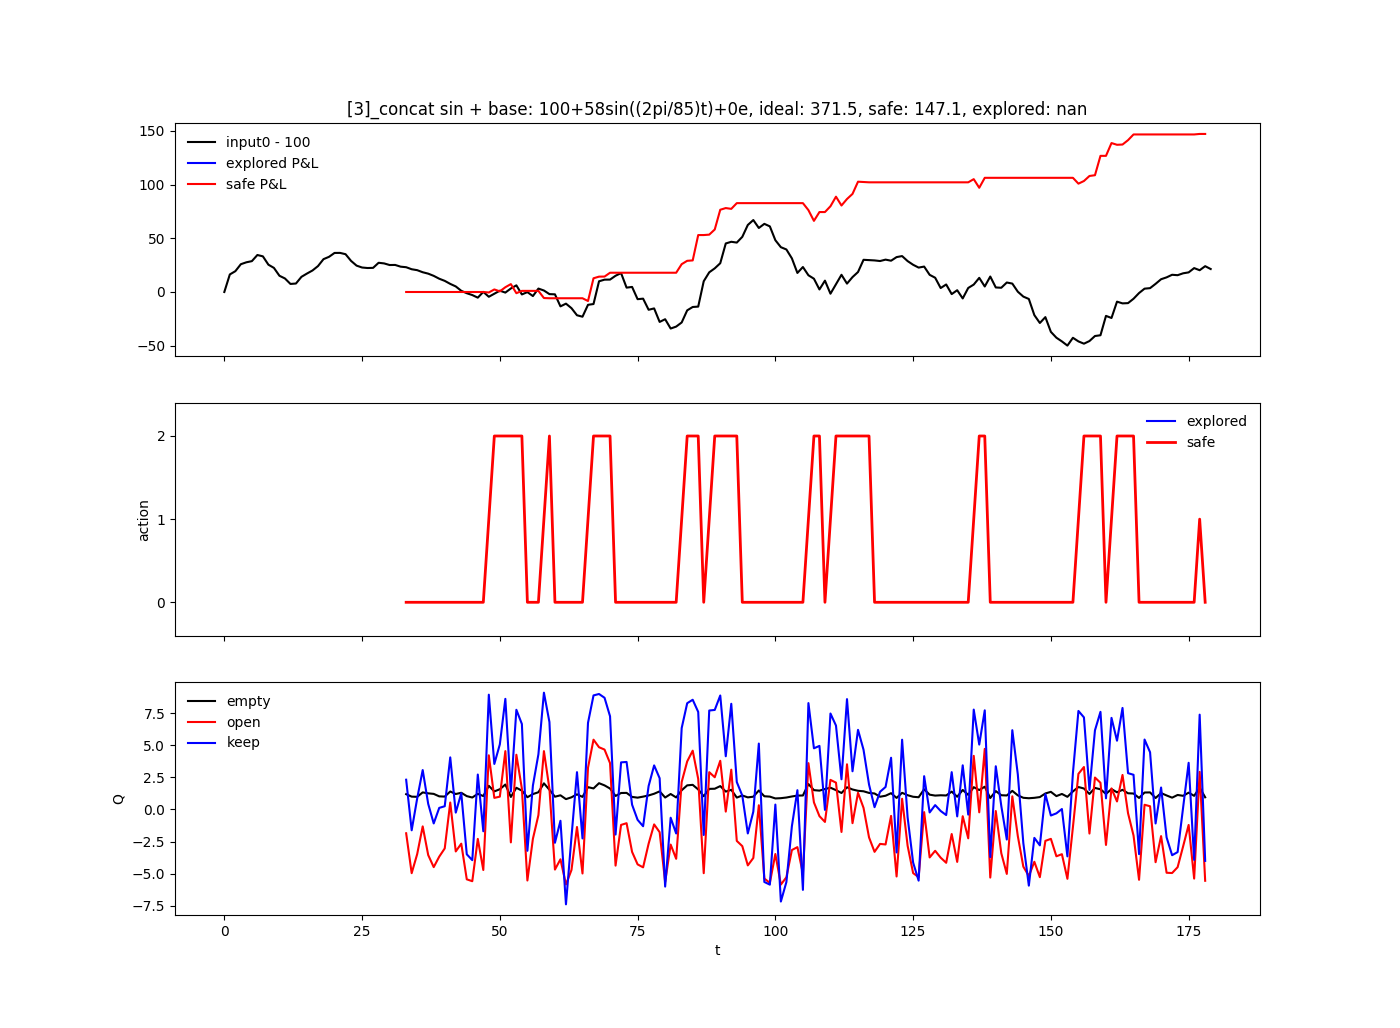 [3]_concat sin + base: 100+58sin((2pi/85)t)+0e, ideal: 371.5, safe: 147.1, explored: nan
150
100
50
0
−50
input0 - 100
explored P&L
safe P&L
action
2
1
0
explored
safe
Q
7.5
5.0
2.5
0.0
−2.5
−5.0
−7.5
empty
open
keep
0 25 50 75 100 125 150 175
t